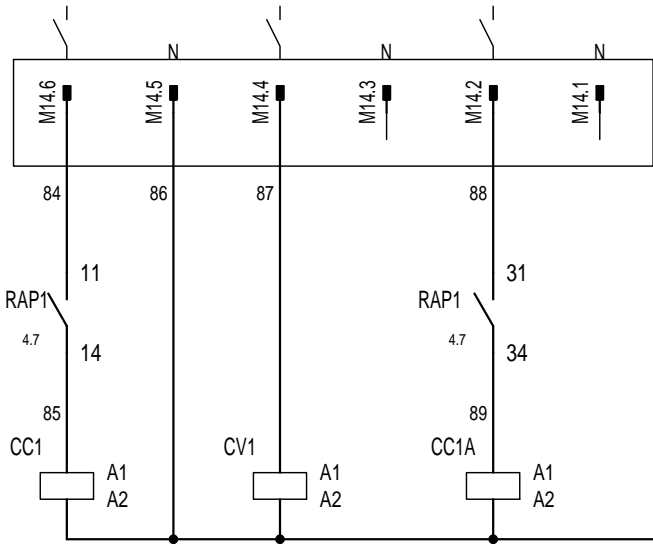 N N N
M14.6 M14.5 M14.4 M14.3 M14.2 M14.1
84 86 87 88
11 31
RAP1 RAP1
4.7 4.7
14 34
85 89
CC1 CV1 CC1A
A1 A1 A1
A2 A2 A2